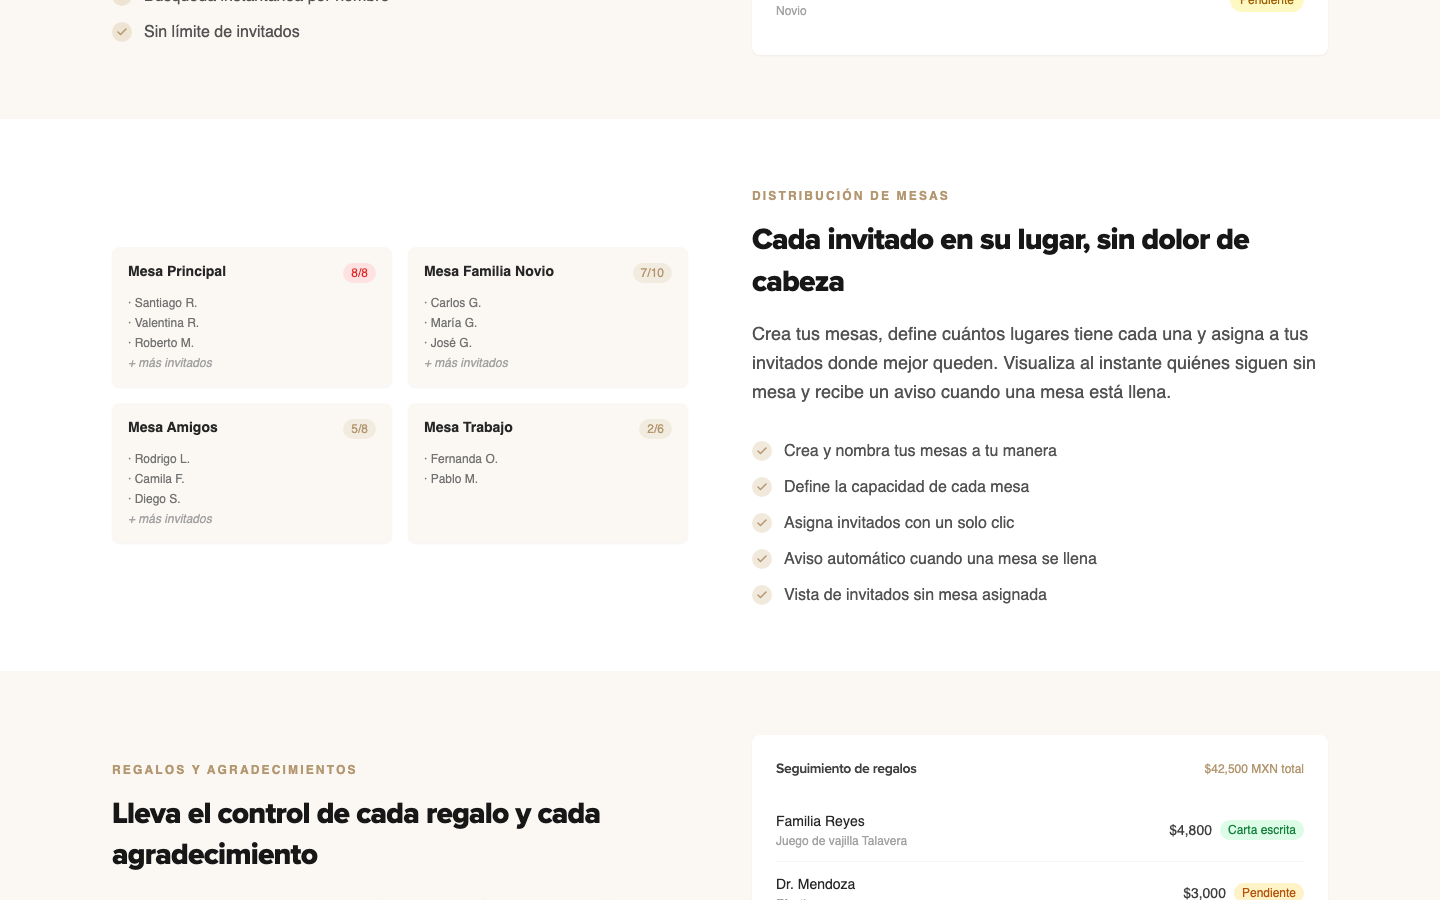 Sin límite de invitados
Novio
Pendiente
DISTRIBUCIÓN DE MESAS
Cada invitado en su lugar, sin dolor de
cabeza
Crea tus mesas, define cuántos lugares tiene cada una y asigna a tus
invitados donde mejor queden. Visualiza al instante quiénes siguen sin
mesa y recibe un aviso cuando una mesa está llena.
Crea y nombra tus mesas a tu manera
Define la capacidad de cada mesa
Asigna invitados con un solo clic
Aviso automático cuando una mesa se llena
Vista de invitados sin mesa asignada
Mesa Principal 8/8
· Santiago R.
· Valentina R.
· Roberto M.
+ más invitados
Mesa Familia Novio 7/10
· Carlos G.
· María G.
· José G.
+ más invitados
Mesa Amigos 5/8
· Rodrigo L.
· Camila F.
· Diego S.
+ más invitados
Mesa Trabajo 2/6
· Fernanda O.
· Pablo M.
REGALOS Y AGRADECIMIENTOS
Lleva el control de cada regalo y cada
agradecimiento
Seguimiento de regalos $42,500 MXN total
Familia Reyes
Juego de vajilla Talavera
$4,800 Carta escrita
Dr. Mendoza
$3,000 Pendiente